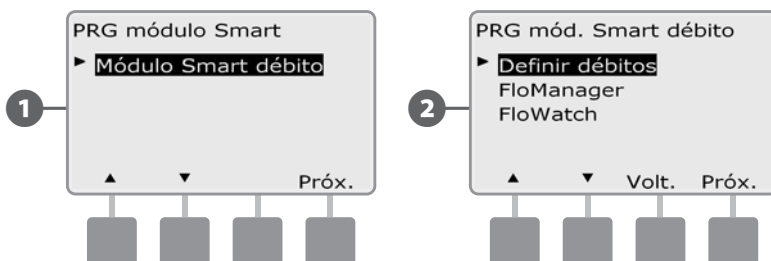 PRG módulo Smart
► Módulo Smart débito
▲ ▼ Próx.
1
PRG mód. Smart débito
► Definir débitos
FloManager
FloWatch
▲ ▼ Volt. Próx.
2